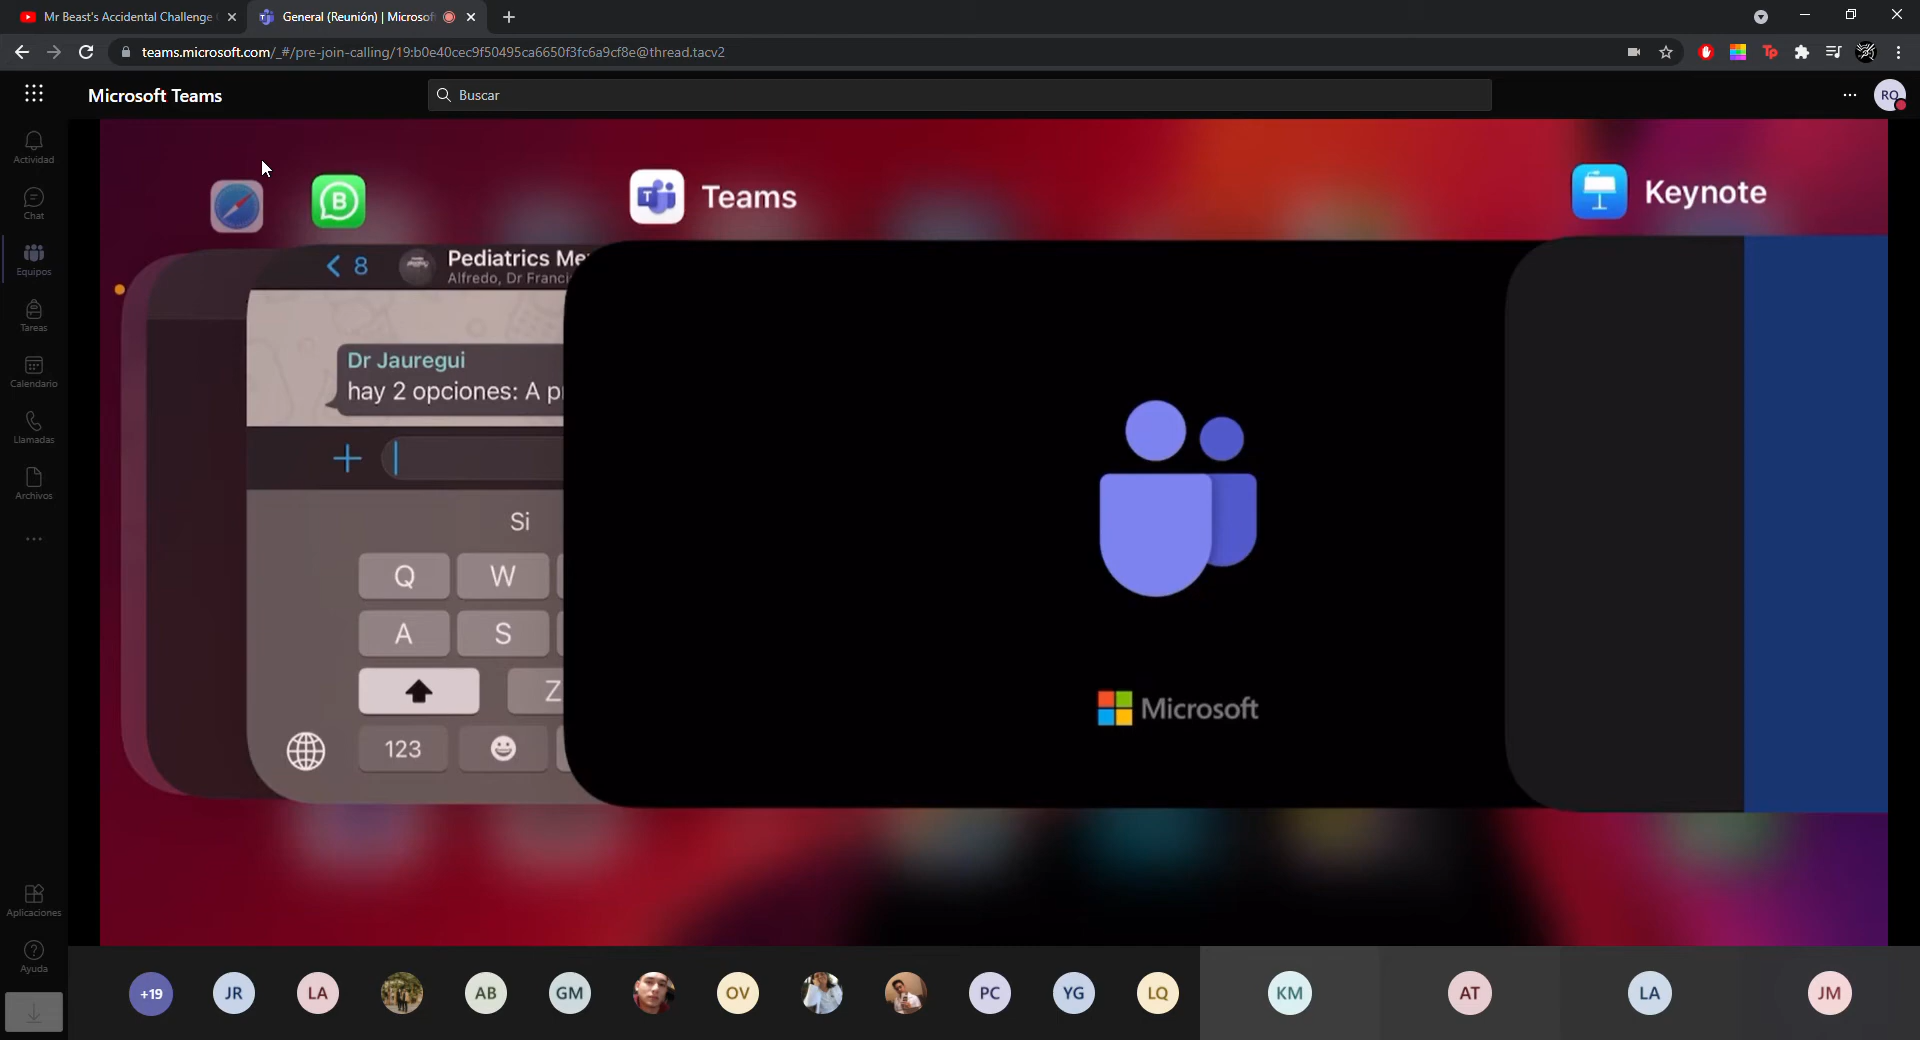 Mr Beast's Accidental Challenge
General (Reunión) | Microsof
teams.microsoft.com/_#/pre-join-calling/19:b0e40cec9f50495ca6650f3fc6a9cf8e@thread.tacv2
Tp
Microsoft Teams
Buscar
RO
Actividad
Chat
Equipos
Tareas
Calendario
Llamadas
Archivos
Aplicaciones
Ayuda
B
T
Teams
Keynote
8
Pediatrics Me
Alfredo, Dr Franci
Dr Jauregui
hay 2 opciones: A p
Si
Q W
A S
Z
123
Microsoft
+19 JR LA AB GM OV PC YG LQ KM AT LA JM